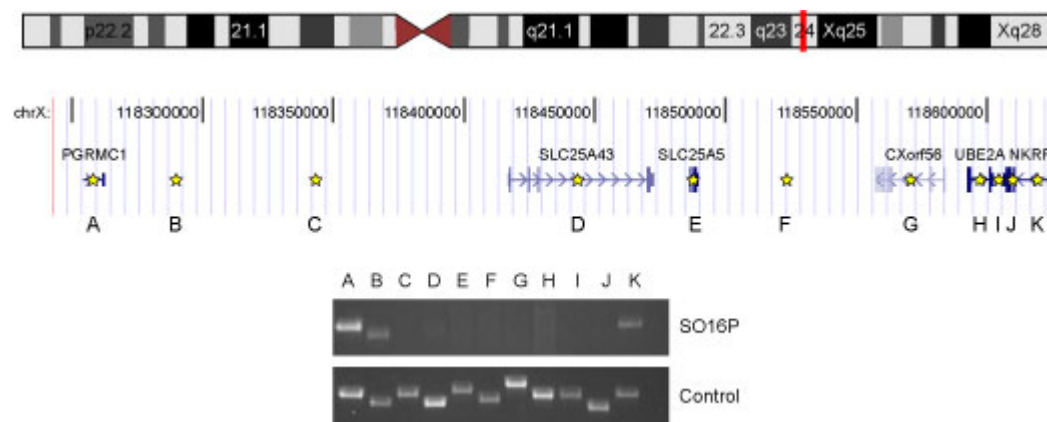 p22.2 21.1 q21.1 22.3 q23 24 Xq25 Xq28
chrX: 118300000 118350000 118400000 118450000 118500000 118550000 118600000
PGRMC1 SLC25A43 SLC25A5 CXorf56 UBE2A NKRF
A B C D E F G H I J K
A B C D E F G H I J K
SO16P
Control